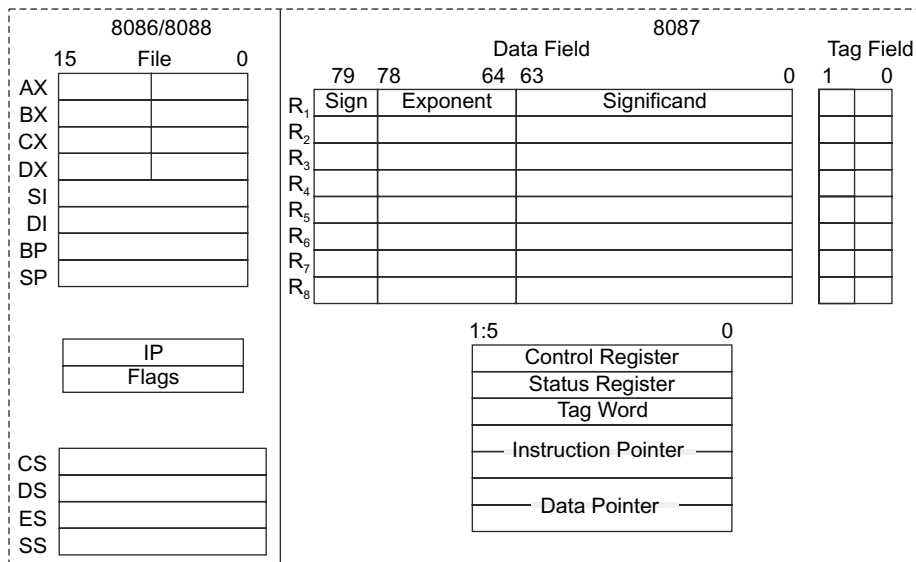 8086/8088
15 File 0
AX
BX
CX
DX
SI
DI
BP
SP
IP
Flags
CS
DS
ES
SS
8087
Data Field Tag Field
79 78 64 63 0 1 0
R1 Sign Exponent Significand
R2
R3
R4
R5
R6
R7
R8
1:5 0
Control Register
Status Register
Tag Word
Instruction Pointer
Data Pointer